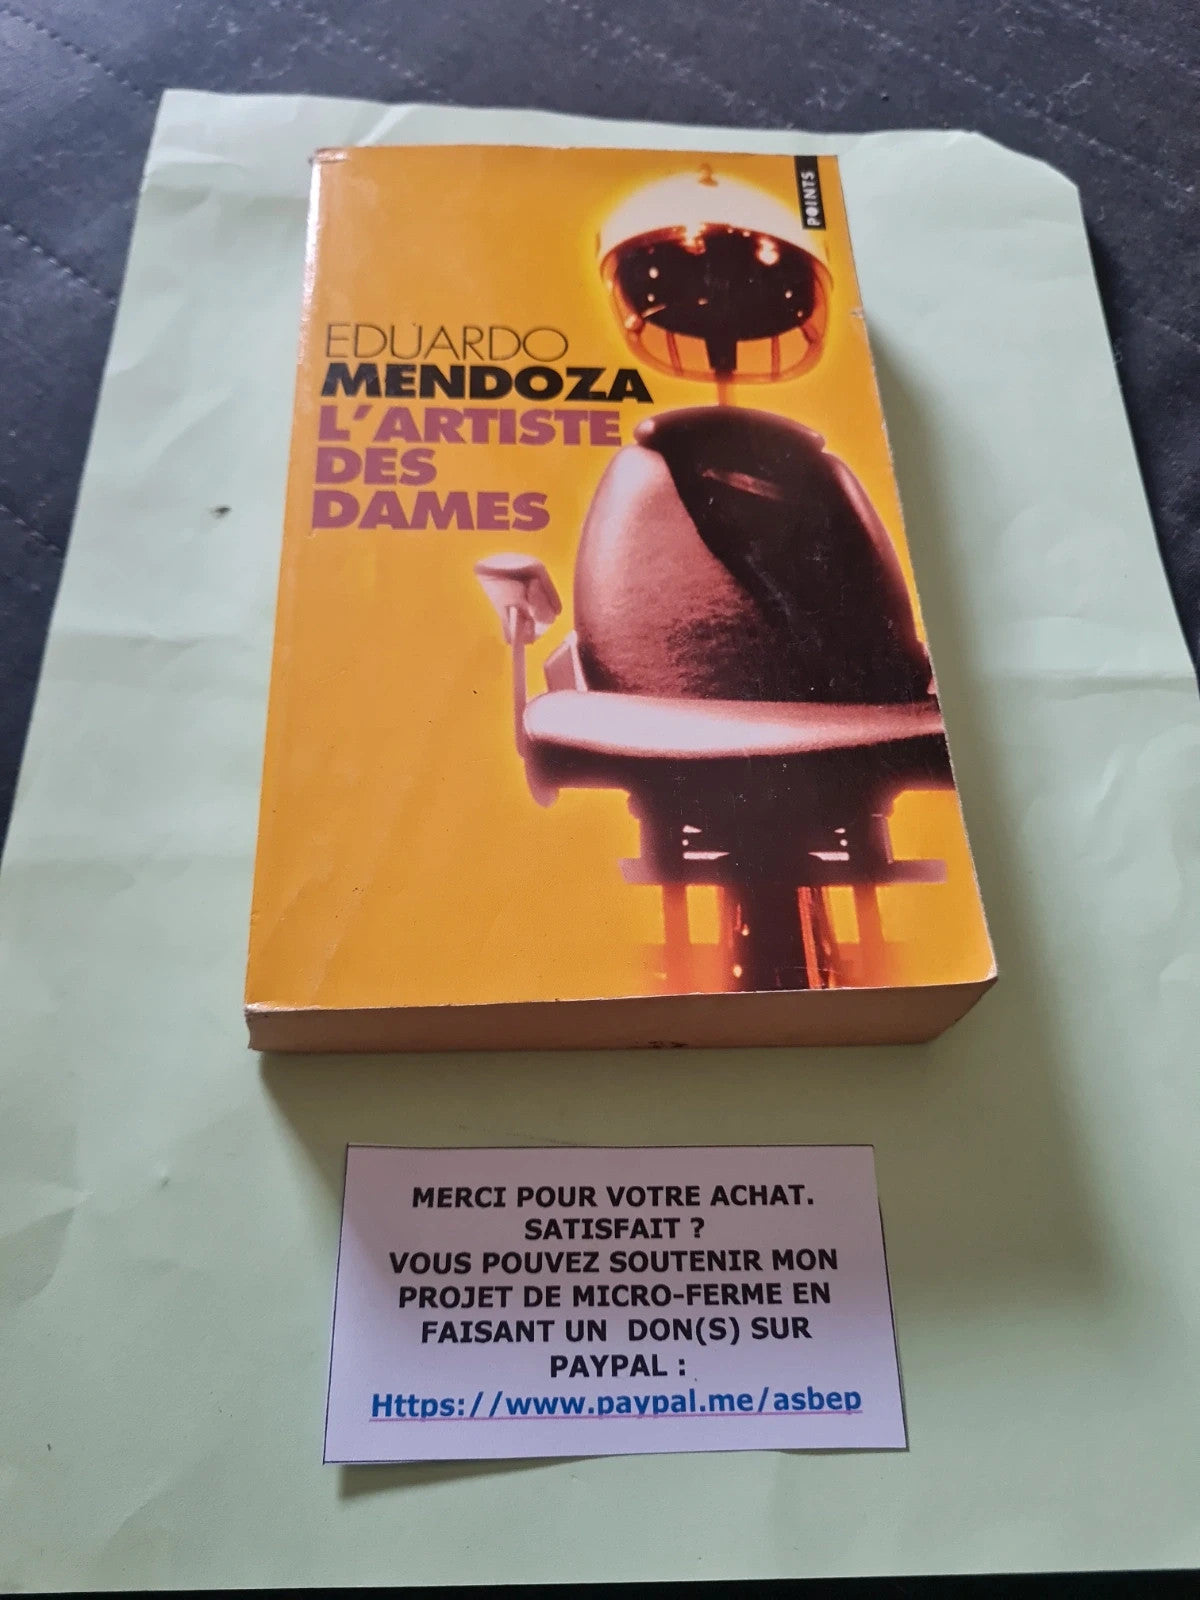 POINTS
EDUARDO
MENDOZA
L'ARTISTE
DES
DAMES
MERCI POUR VOTRE ACHAT.
SATISFAIT ?
VOUS POUVEZ SOUTENIR MON
PROJET DE MICRO-FERME EN
FAISANT UN DON(S) SUR
PAYPAL :
Https://www.paypal.me/asbep